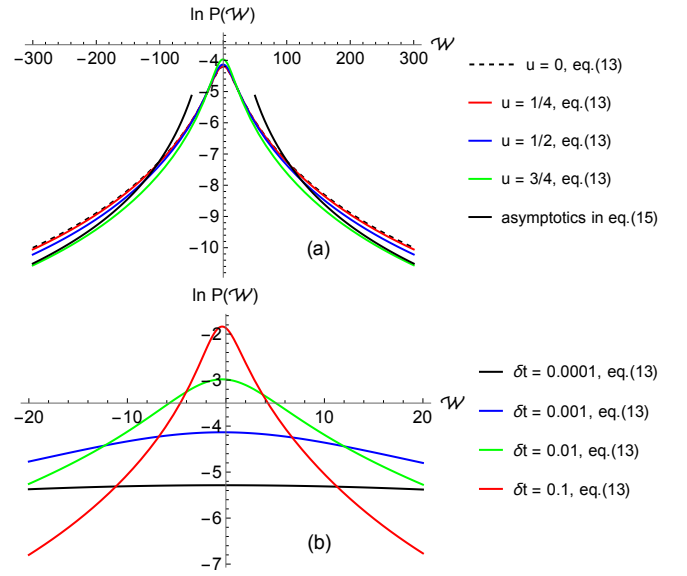 ln P(𝒲)
-300 -200 -100 100 200 300 𝒲
-4
-5
-6
-7
-8
-9
-10
(a)
u = 0, eq.(13)
u = 1/4, eq.(13)
u = 1/2, eq.(13)
u = 3/4, eq.(13)
asymptotics in eq.(15)
ln P(𝒲)
-2
-3
-20 -10 10 20 𝒲
-4
-5
-6
-7
(b)
δt = 0.0001, eq.(13)
δt = 0.001, eq.(13)
δt = 0.01, eq.(13)
δt = 0.1, eq.(13)